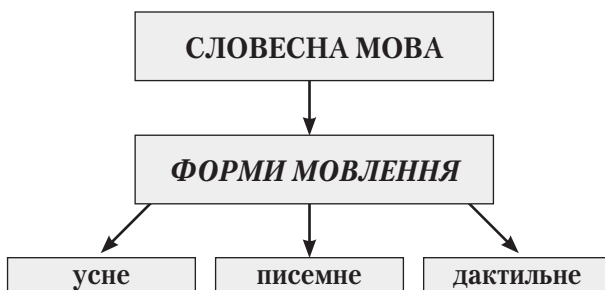 СЛОВЕСНА МОВА
ФОРМИ МОВЛЕННЯ
усне
писемне
дактильне